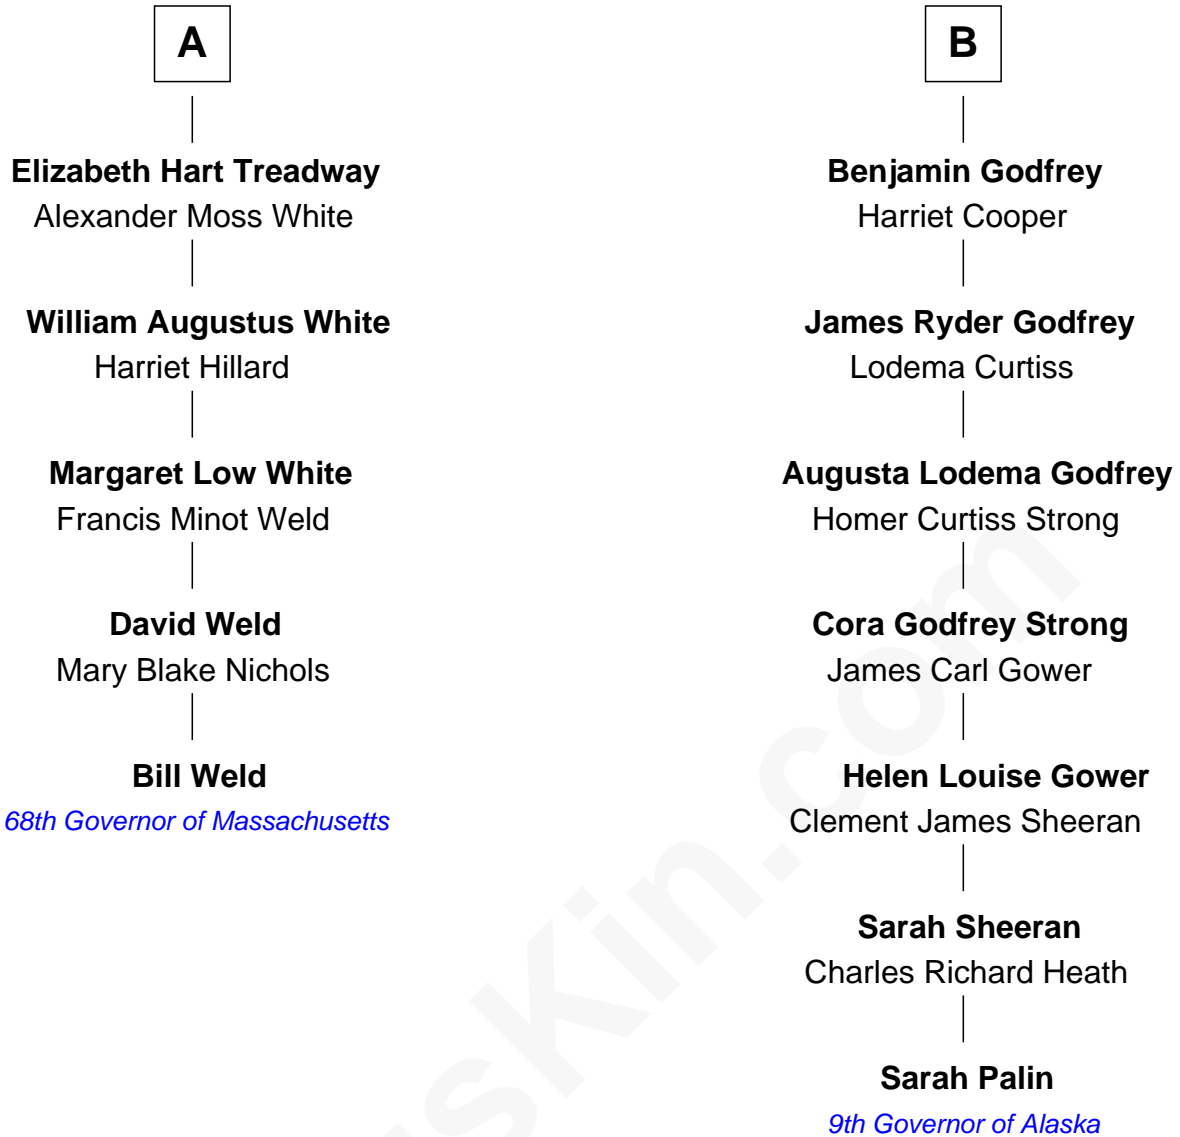 A
Elizabeth Hart Treadway
Alexander Moss White
William Augustus White
Harriet Hillard
Margaret Low White
Francis Minot Weld
David Weld
Mary Blake Nichols
Bill Weld
68th Governor of Massachusetts
B
Benjamin Godfrey
Harriet Cooper
James Ryder Godfrey
Lodema Curtiss
Augusta Lodema Godfrey
Homer Curtiss Strong
Cora Godfrey Strong
James Carl Gower
Helen Louise Gower
Clement James Sheeran
Sarah Sheeran
Charles Richard Heath
Sarah Palin
9th Governor of Alaska
sKin.com